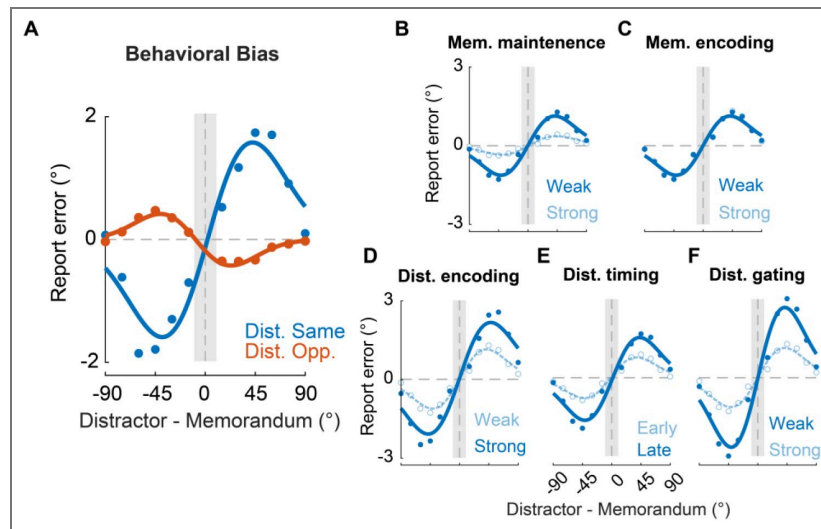 A
Behavioral Bias
Report error (°)
2
0
-2
Dist. Same
Dist. Opp.
-90 -45 0 45 90
Distractor - Memorandum (°)
B
Mem. maintenence
Report error (°)
3
0
-3
Weak
Strong
C
Mem. encoding
Weak
Strong
D
Dist. encoding
Report error (°)
3
0
-3
Weak
Strong
E
Dist. timing
Early
Late
-90 -45 0 45 90
F
Dist. gating
Weak
Strong
Distractor - Memorandum (°)